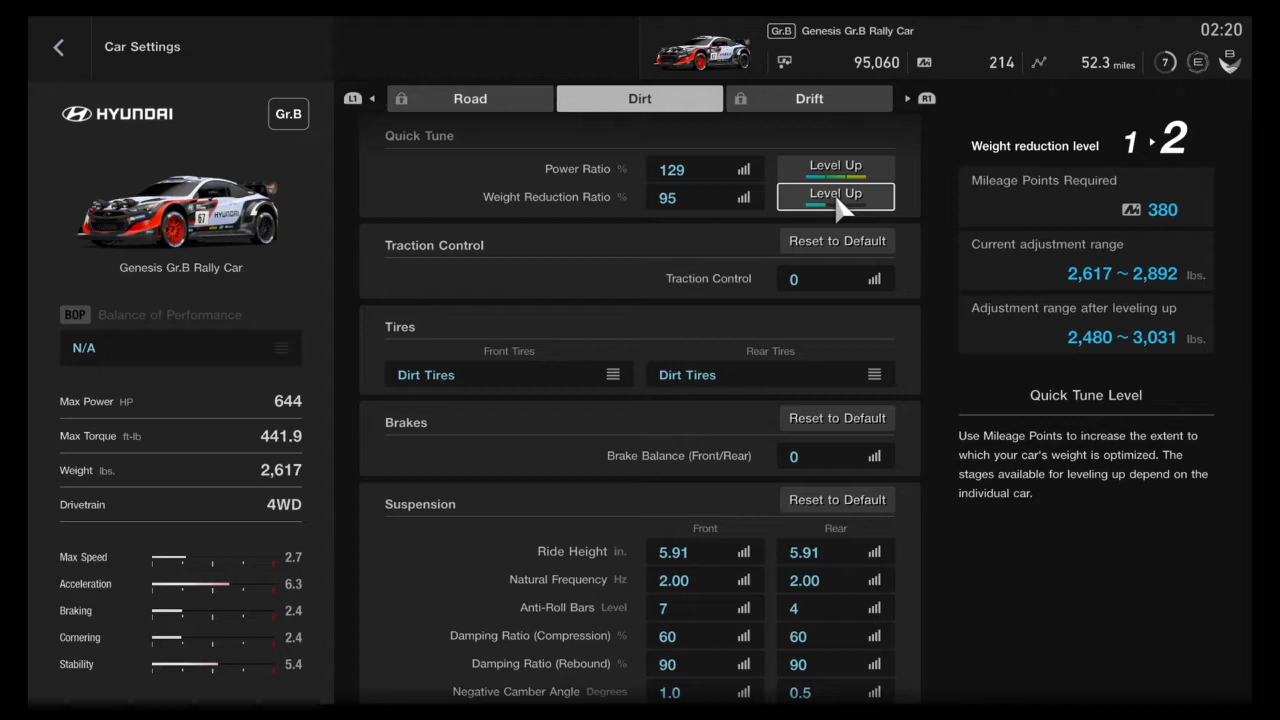 Car Settings
Gr.B Genesis Gr.B Rally Car
02:20
95,060
214
52.3 miles
7
E
B
HYUNDAI
Gr.B
67
HYUNDAI
Genesis Gr.B Rally Car
BOP Balance of Performance
N/A
Max Power HP 644
Max Torque ft-lb 441.9
Weight lbs. 2,617
Drivetrain 4WD
Max Speed 2.7
Acceleration 6.3
Braking 2.4
Cornering 2.4
Stability 5.4
L1 Road Dirt Drift R1
Quick Tune
Power Ratio % 129 Level Up
Weight Reduction Ratio % 95 Level Up
Traction Control Reset to Default
Traction Control 0
Tires
Front Tires Rear Tires
Dirt Tires Dirt Tires
Brakes Reset to Default
Brake Balance (Front/Rear) 0
Suspension Reset to Default
Front Rear
Ride Height in. 5.91 5.91
Natural Frequency Hz 2.00 2.00
Anti-Roll Bars Level 7 4
Damping Ratio (Compression) % 60 60
Damping Ratio (Rebound) % 90 90
Negative Camber Angle Degrees 1.0 0.5
Weight reduction level 1 2
Mileage Points Required
380
Current adjustment range
2,617 ~ 2,892 lbs.
Adjustment range after leveling up
2,480 ~ 3,031 lbs.
Quick Tune Level
Use Mileage Points to increase the extent to
which your car's weight is optimized. The
stages available for leveling up depend on the
individual car.